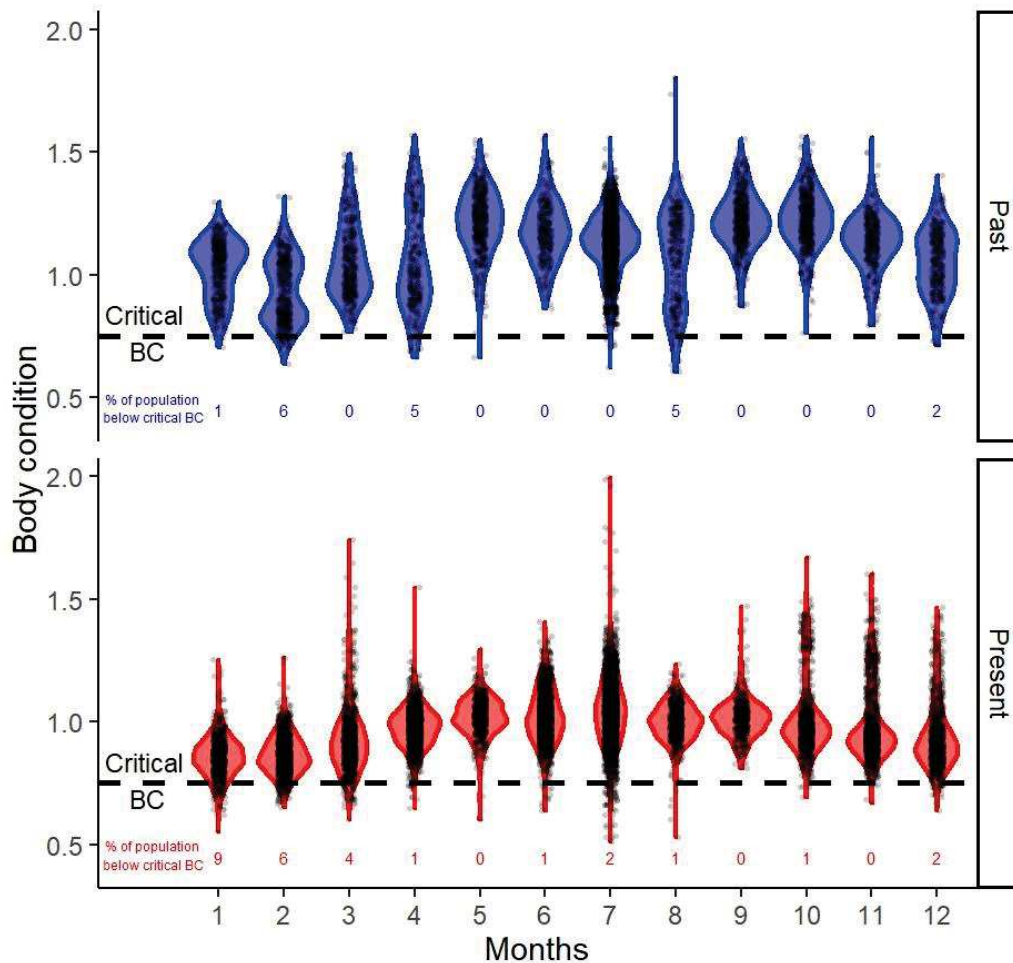 2.0
1.5
1.0
0.5
Critical
BC
% of population
below critical BC
1 6 0 5 0 0 0 5 0 0 0 2
Past
Body condition
2.0
1.5
1.0
0.5
Critical
BC
% of population
below critical BC
9 6 4 1 0 1 2 1 0 1 0 2
Present
1 2 3 4 5 6 7 8 9 10 11 12
Months